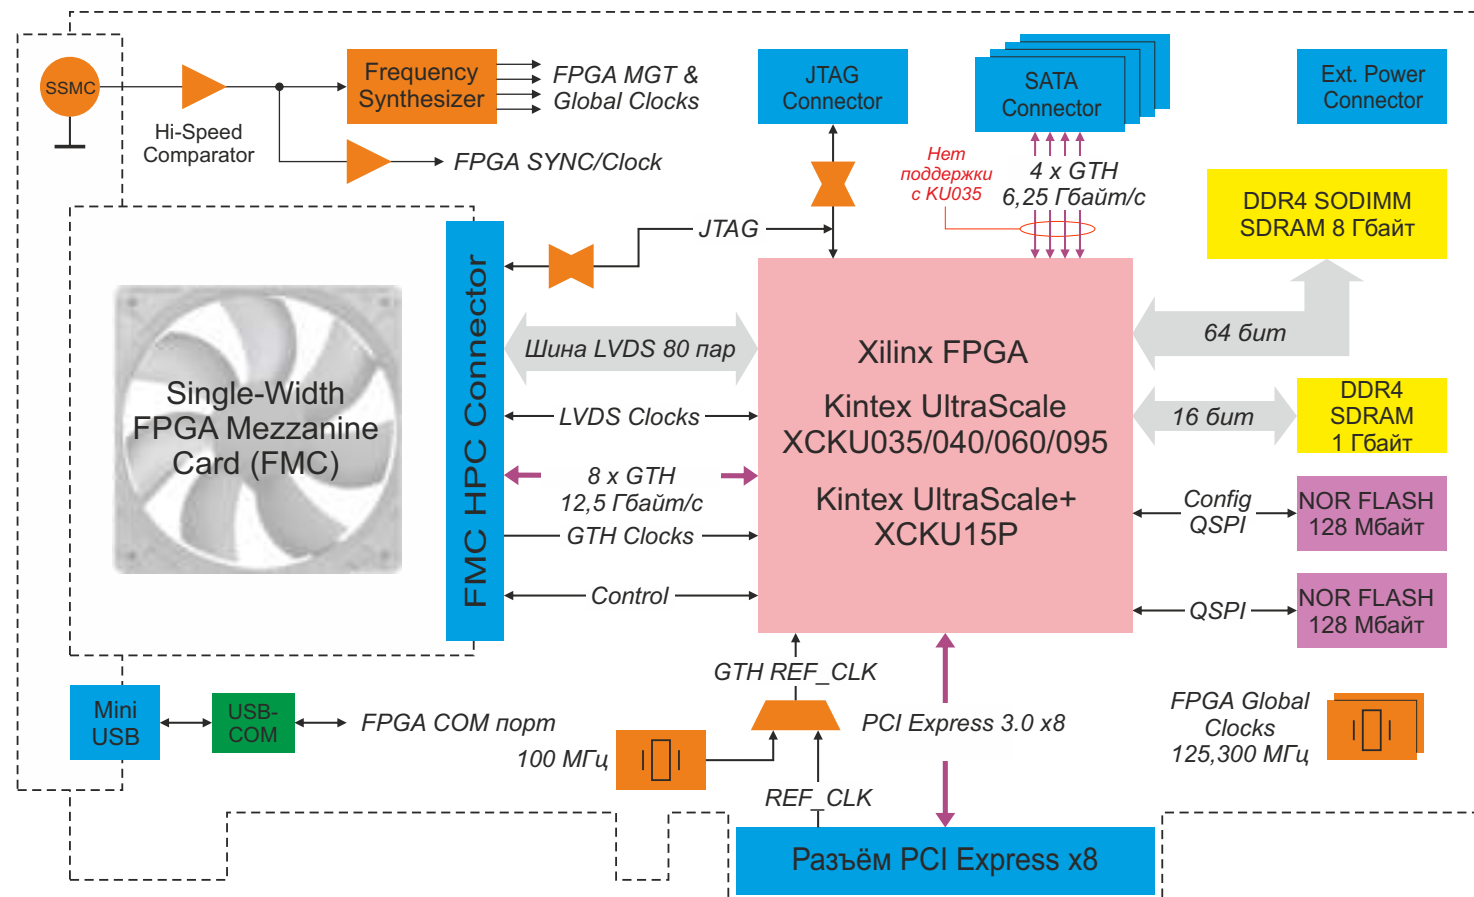 SSMC
Hi-Speed
Comparator
Frequency
Synthesizer
FPGA MGT &
Global Clocks
FPGA SYNC/Clock
JTAG
Connector
SATA
Connector
Ext. Power
Connector
Нет
поддержки
с KU035
4 x GTH
6,25 Гбайт/с
DDR4 SODIMM
SDRAM 8 Гбайт
JTAG
Single-Width
FPGA Mezzanine
Card (FMC)
FMC HPC Connector
Шина LVDS 80 пар
LVDS Clocks
8 x GTH
12,5 Гбайт/с
GTH Clocks
Control
Xilinx FPGA
Kintex UltraScale
XCKU035/040/060/095
Kintex UltraScale+
XCKU15P
64 бит
16 бит
DDR4
SDRAM
1 Гбайт
Config
QSPI
NOR FLASH
128 Мбайт
QSPI
NOR FLASH
128 Мбайт
Mini
USB
USB-
COM
FPGA COM порт
GTH REF_CLK
100 МГц
REF_CLK
PCI Express 3.0 x8
FPGA Global
Clocks
125,300 МГц
Разъём PCI Express x8